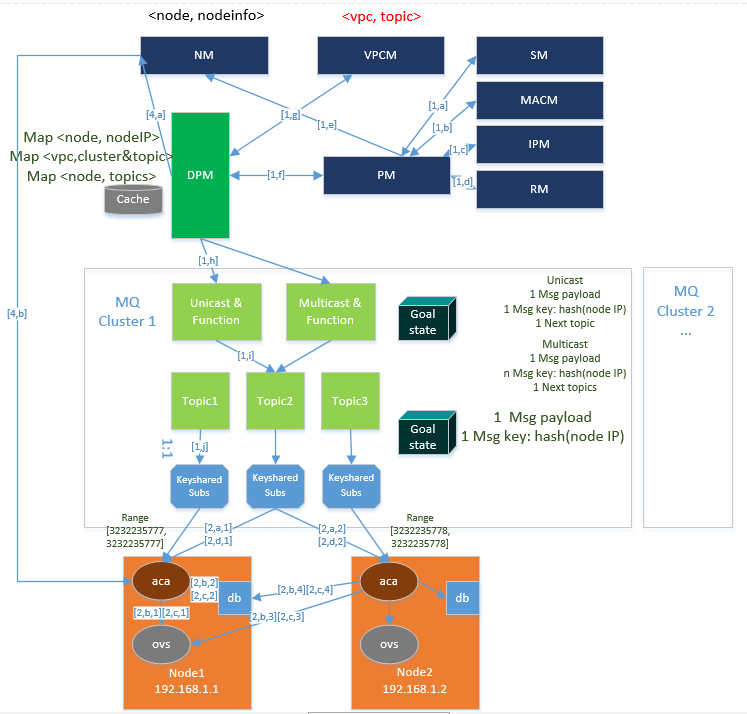 <node, nodeinfo>
<vpc, topic>
NM
VPCM
SM
MACM
IPM
RM
PM
DPM
[4,a]
[1,g]
[1,e]
[1,a]
[1,b]
[1,c]
[1,d]
[1,f]
Map <node, nodeIP>
Map <vpc,cluster&topic>
Map <node, topics>
Cache
[1,h]
[4,b]
MQ
Cluster 1
Unicast &
Function
Multicast &
Function
Goal
state
Unicast
1 Msg payload
1 Msg key: hash(node IP)
1 Next topic
Multicast
1 Msg payload
n Msg key: hash(node IP)
1 Next topics
MQ
Cluster 2
...
[1,i]
Topic1
Topic2
Topic3
Goal
state
1 Msg payload
1 Msg key: hash(node IP)
1:1
[1,j]
Keyshared
Subs
Keyshared
Subs
Keyshared
Subs
Range
[3232235777,
3232235777]
[2,a,1]
[2,d,1]
[2,a,2]
[2,d,2]
Range
[3232235778,
3232235778]
aca
[2,b,2]
[2,c,2]
db
[2,b,4][2,c,4]
aca
db
[2,b,1][2,c,1]
[2,b,3][2,c,3]
ovs
ovs
Node1
192.168.1.1
Node2
192.168.1.2